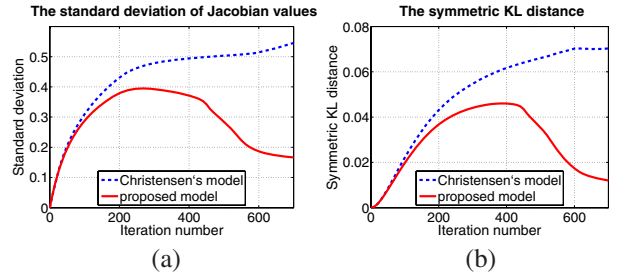 The standard deviation of Jacobian values
Standard deviation
0.5
0.4
0.3
0.2
0.1
0
0
200
400
600
Christensen's model
proposed model
Iteration number
(a)
The symmetric KL distance
Symmetric KL distance
0.08
0.06
0.04
0.02
0
0
200
400
600
Christensen's model
proposed model
Iteration number
(b)